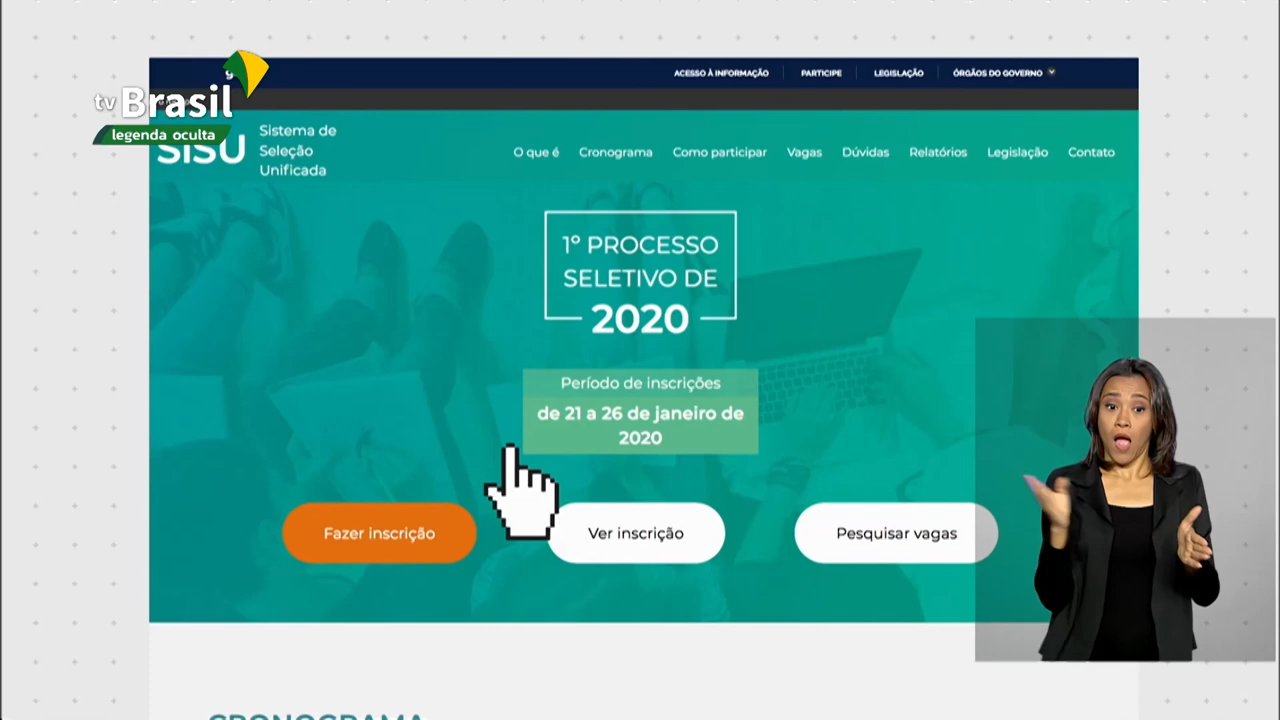 ACESSO À INFORMAÇÃO PARTICIPE LEGISLAÇÃO ÓRGÃOS DO GOVERNO
tv Brasil
legenda oculta
SISU
Sistema de
Seleção
Unificada
O que é Cronograma Como participar Vagas Dúvidas Relatórios Legislação Contato
1º PROCESSO
SELETIVO DE
2020
Período de inscrições
de 21 a 26 de janeiro de
2020
Fazer inscrição Ver inscrição Pesquisar vagas
CRONOGRAMA